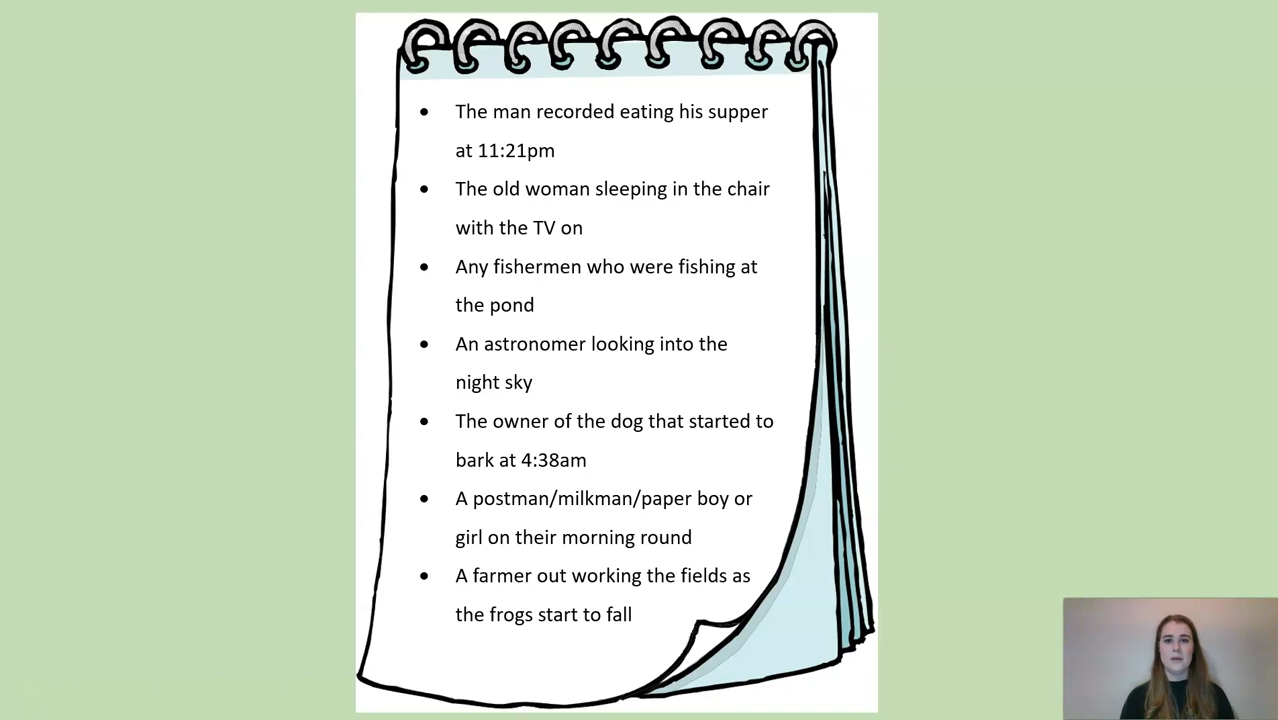 • The man recorded eating his supper
at 11:21pm
• The old woman sleeping in the chair
with the TV on
• Any fishermen who were fishing at
the pond
• An astronomer looking into the
night sky
• The owner of the dog that started to
bark at 4:38am
• A postman/milkman/paper boy or
girl on their morning round
• A farmer out working the fields as
the frogs start to fall